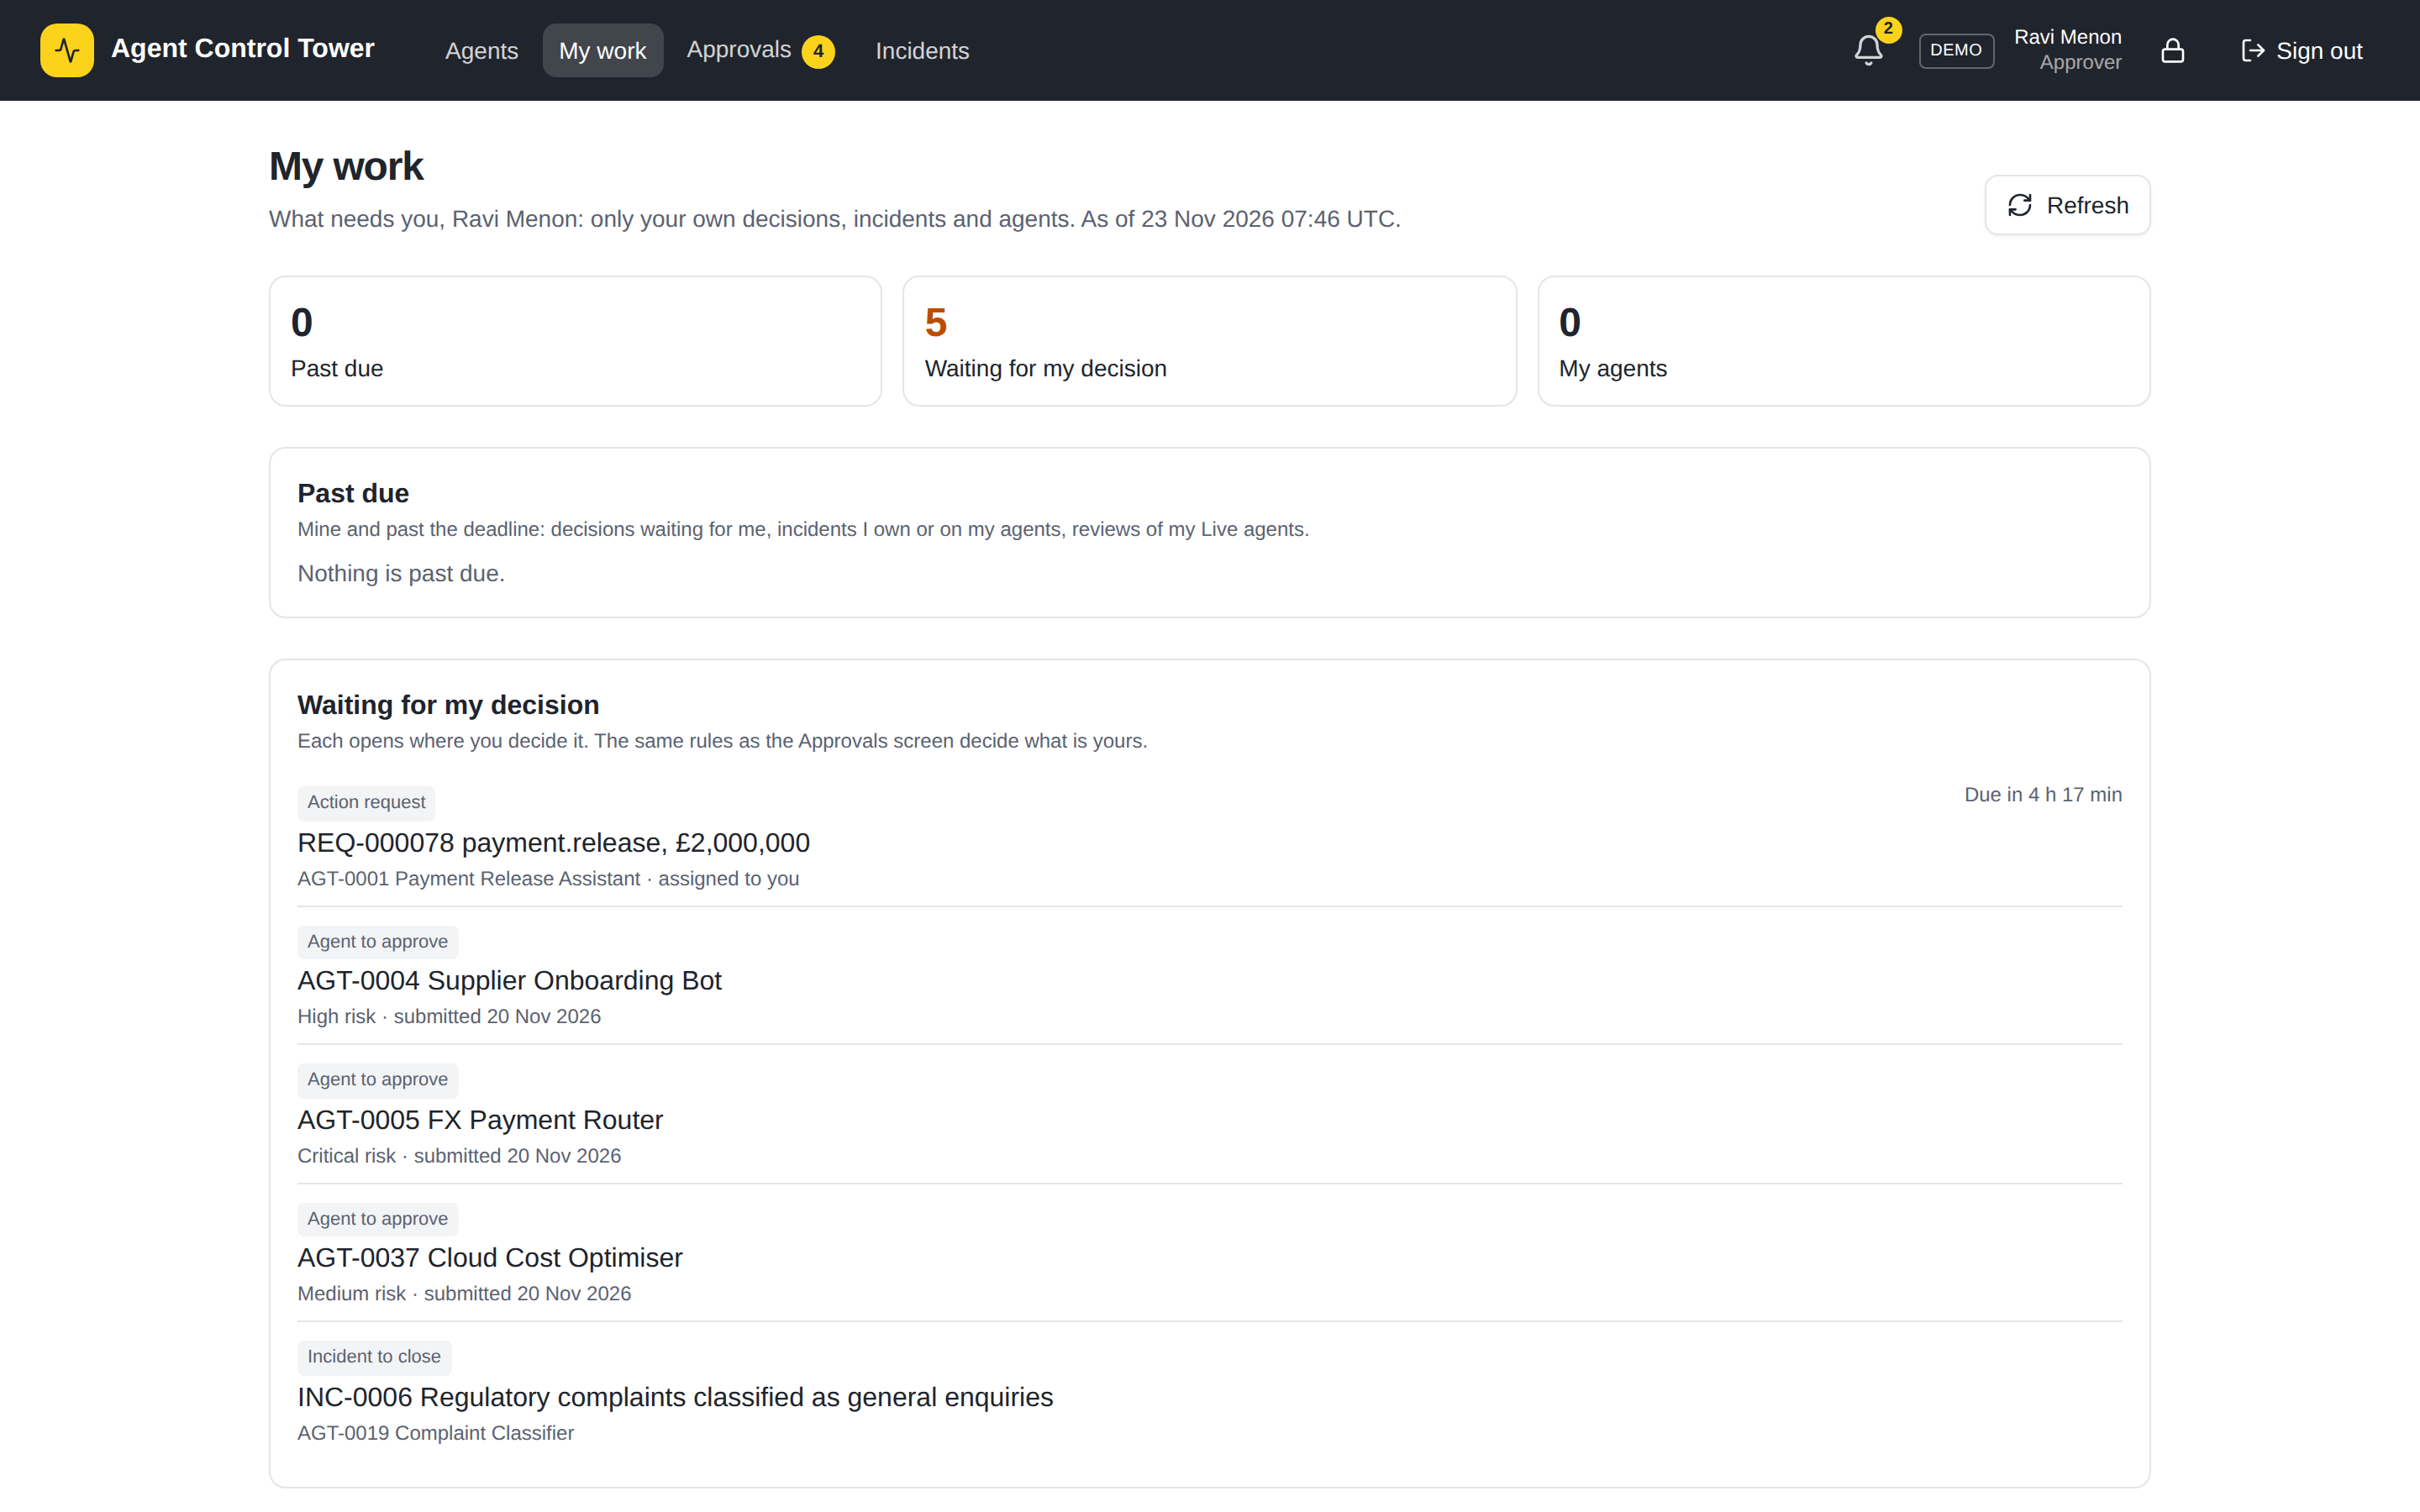 Agent Control Tower
Agents
My work
Approvals 4
Incidents
2
DEMO
Ravi Menon
Approver
Sign out
My work
What needs you, Ravi Menon: only your own decisions, incidents and agents. As of 23 Nov 2026 07:46 UTC.
Refresh
0
Past due
5
Waiting for my decision
0
My agents
Past due
Mine and past the deadline: decisions waiting for me, incidents I own or on my agents, reviews of my Live agents.
Nothing is past due.
Waiting for my decision
Each opens where you decide it. The same rules as the Approvals screen decide what is yours.
Action request
Due in 4 h 17 min
REQ-000078 payment.release, £2,000,000
AGT-0001 Payment Release Assistant · assigned to you
Agent to approve
AGT-0004 Supplier Onboarding Bot
High risk · submitted 20 Nov 2026
Agent to approve
AGT-0005 FX Payment Router
Critical risk · submitted 20 Nov 2026
Agent to approve
AGT-0037 Cloud Cost Optimiser
Medium risk · submitted 20 Nov 2026
Incident to close
INC-0006 Regulatory complaints classified as general enquiries
AGT-0019 Complaint Classifier